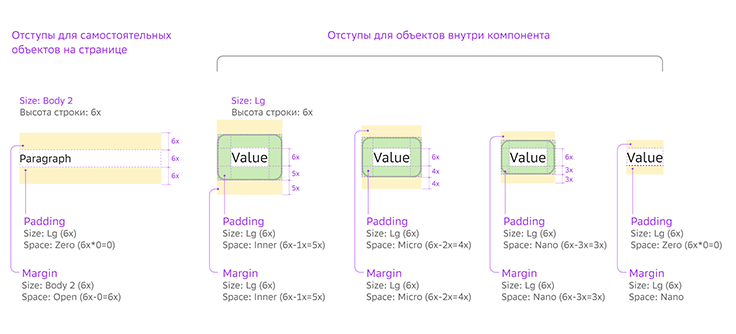 Отступы для самостоятельных
объектов на странице
Отступы для объектов внутри компонента
Size: Body 2
Высота строки: 6x
Size: Lg
Высота строки: 6x
Paragraph
6x
6x
6x
Value
6x
5x
5x
Value
6x
4x
4x
Value
6x
3x
3x
Value
Padding
Size: Lg (6x)
Space: Zero (6x*0=0)
Padding
Size: Lg (6x)
Space: Inner (6x-1x=5x)
Padding
Size: Lg (6x)
Space: Micro (6x-2x=4x)
Padding
Size: Lg (6x)
Space: Nano (6x-3x=3x)
Padding
Size: Lg (6x)
Space: Zero (6x*0=0)
Margin
Size: Body 2 (6x)
Space: Open (6x-0=6x)
Margin
Size: Lg (6x)
Space: Inner (6x-1x=5x)
Margin
Size: Lg (6x)
Space: Micro (6x-2x=4x)
Margin
Size: Lg (6x)
Space: Nano (6x-3x=3x)
Margin
Size: Lg (6x)
Space: Nano